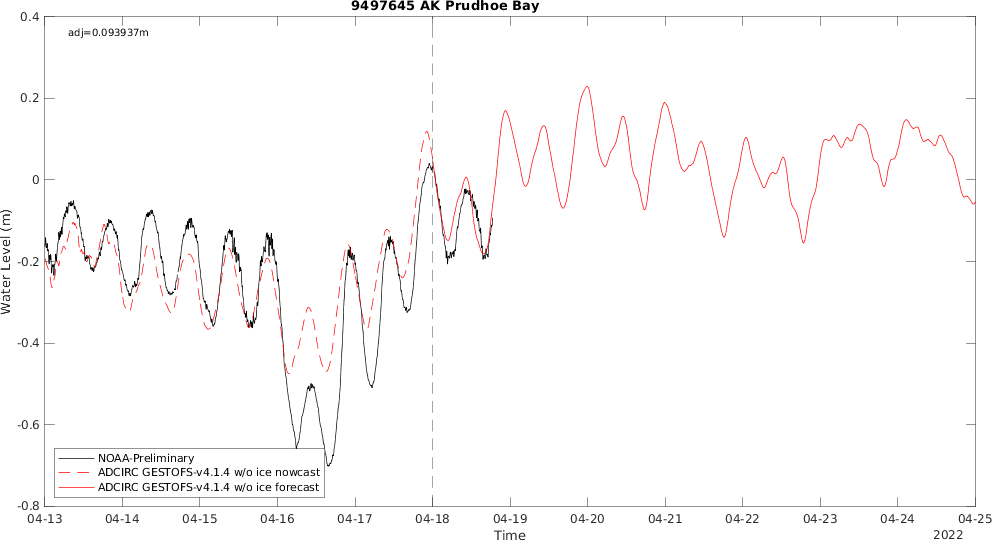 9497645 AK Prudhoe Bay
adj=0.093937m
0.4
0.2
0
-0.2
-0.4
-0.6
-0.8
Water Level (m)
NOAA-Preliminary
ADCIRC GESTOFS-v4.1.4 w/o ice nowcast
ADCIRC GESTOFS-v4.1.4 w/o ice forecast
04-13 04-14 04-15 04-16 04-17 04-18 04-19 04-20 04-21 04-22 04-23 04-24 04-25
Time
2022